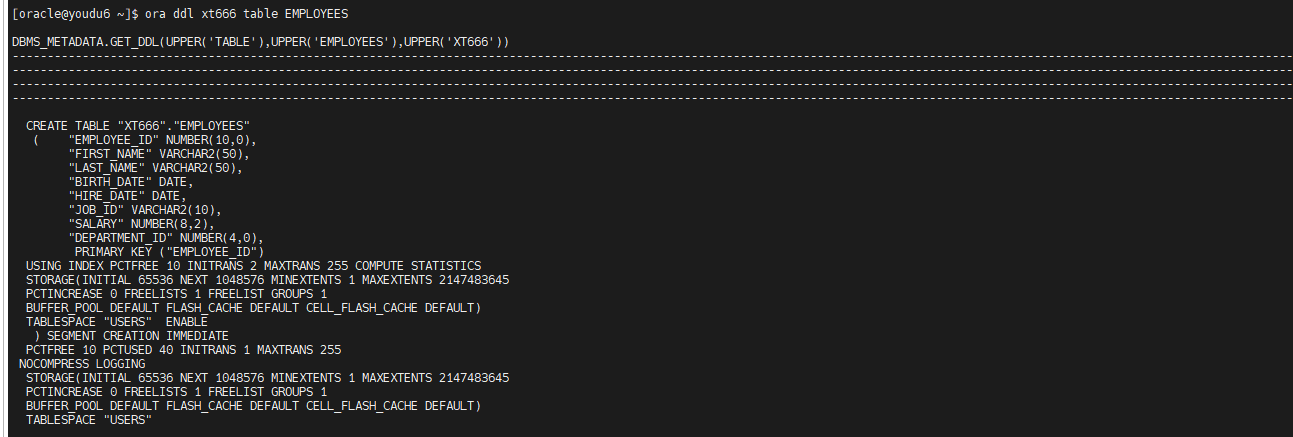 [oracle@youdu6 ~]$ ora ddl xt666 table EMPLOYEES
DBMS_METADATA.GET_DDL(UPPER('TABLE'),UPPER('EMPLOYEES'),UPPER('XT666'))
--------------------------------------------------------------------------------------------------------------------------------------------------------------------------------------
--------------------------------------------------------------------------------------------------------------------------------------------------------------------------------------
--------------------------------------------------------------------------------------------------------------------------------------------------------------------------------------
--------------------------------------------------------------------------------------------------------------------------------------------------------------------------------------
CREATE TABLE "XT666"."EMPLOYEES"
( "EMPLOYEE_ID" NUMBER(10,0),
"FIRST_NAME" VARCHAR2(50),
"LAST_NAME" VARCHAR2(50),
"BIRTH_DATE" DATE,
"HIRE_DATE" DATE,
"JOB_ID" VARCHAR2(10),
"SALARY" NUMBER(8,2),
"DEPARTMENT_ID" NUMBER(4,0),
PRIMARY KEY ("EMPLOYEE_ID")
USING INDEX PCTFREE 10 INITRANS 2 MAXTRANS 255 COMPUTE STATISTICS
STORAGE(INITIAL 65536 NEXT 1048576 MINEXTENTS 1 MAXEXTENTS 2147483645
PCTINCREASE 0 FREELISTS 1 FREELIST GROUPS 1
BUFFER_POOL DEFAULT FLASH_CACHE DEFAULT CELL_FLASH_CACHE DEFAULT)
TABLESPACE "USERS"  ENABLE
) SEGMENT CREATION IMMEDIATE
PCTFREE 10 PCTUSED 40 INITRANS 1 MAXTRANS 255
NOCOMPRESS LOGGING
STORAGE(INITIAL 65536 NEXT 1048576 MINEXTENTS 1 MAXEXTENTS 2147483645
PCTINCREASE 0 FREELISTS 1 FREELIST GROUPS 1
BUFFER_POOL DEFAULT FLASH_CACHE DEFAULT CELL_FLASH_CACHE DEFAULT)
TABLESPACE "USERS"